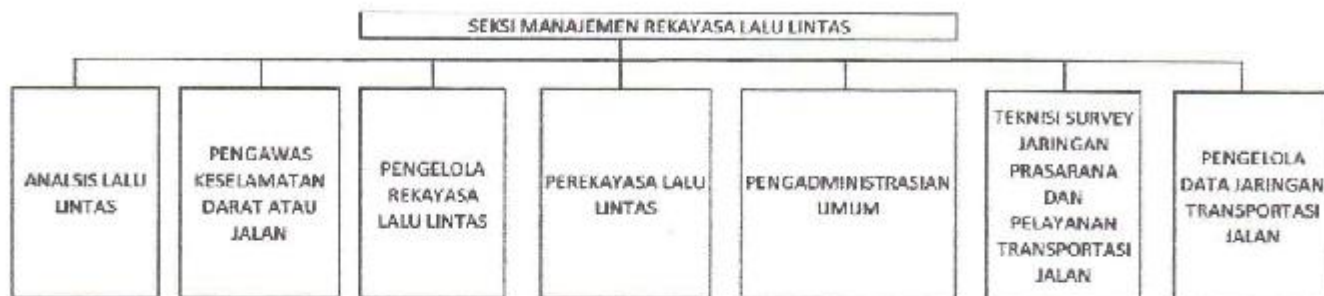 SEKSI MANAJEMEN REKAYASA LALU LINTAS
ANALSIS LALU
LINTAS
PENGAWAS
KESELAMATAN
DARAT ATAU
JALAN
PENGELOLA
REKAYASA
LALU LINTAS
PEREKAYASA LALU
LINTAS
PENGADMINISTRASIAN
UMUM
TEKNISI SURVEY
JARINGAN
PRASARANA
DAN
PELAYANAN
TRANSPORTASI
JALAN
PENGELOLA
DATA JARINGAN
TRANSPORTASI
JALAN